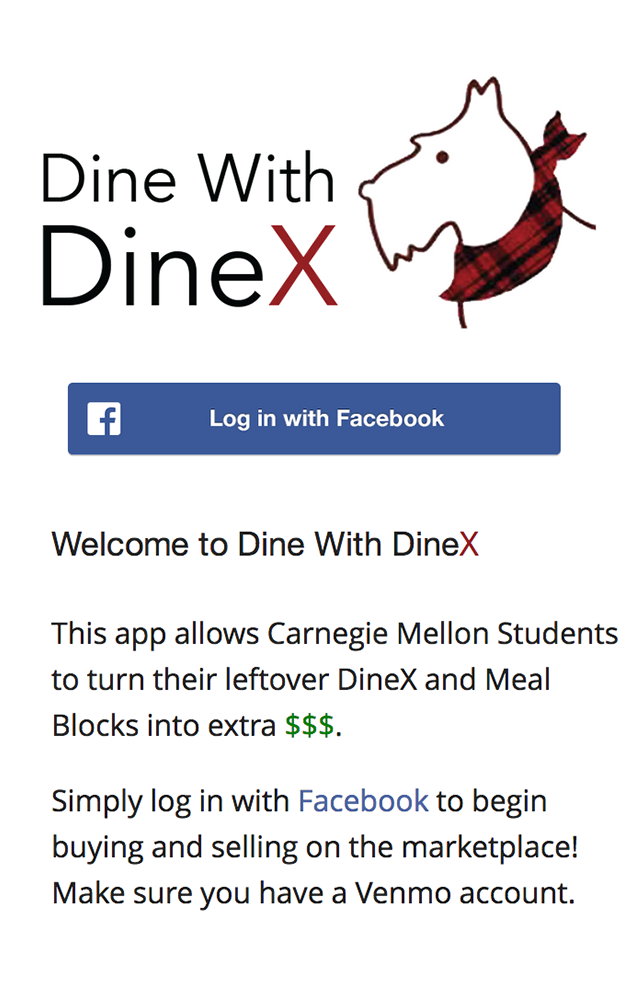 Dine With
DineX
Log in with Facebook
Welcome to Dine With DineX
This app allows Carnegie Mellon Students
to turn their leftover DineX and Meal
Blocks into extra $$$.
Simply log in with Facebook to begin
buying and selling on the marketplace!
Make sure you have a Venmo account.